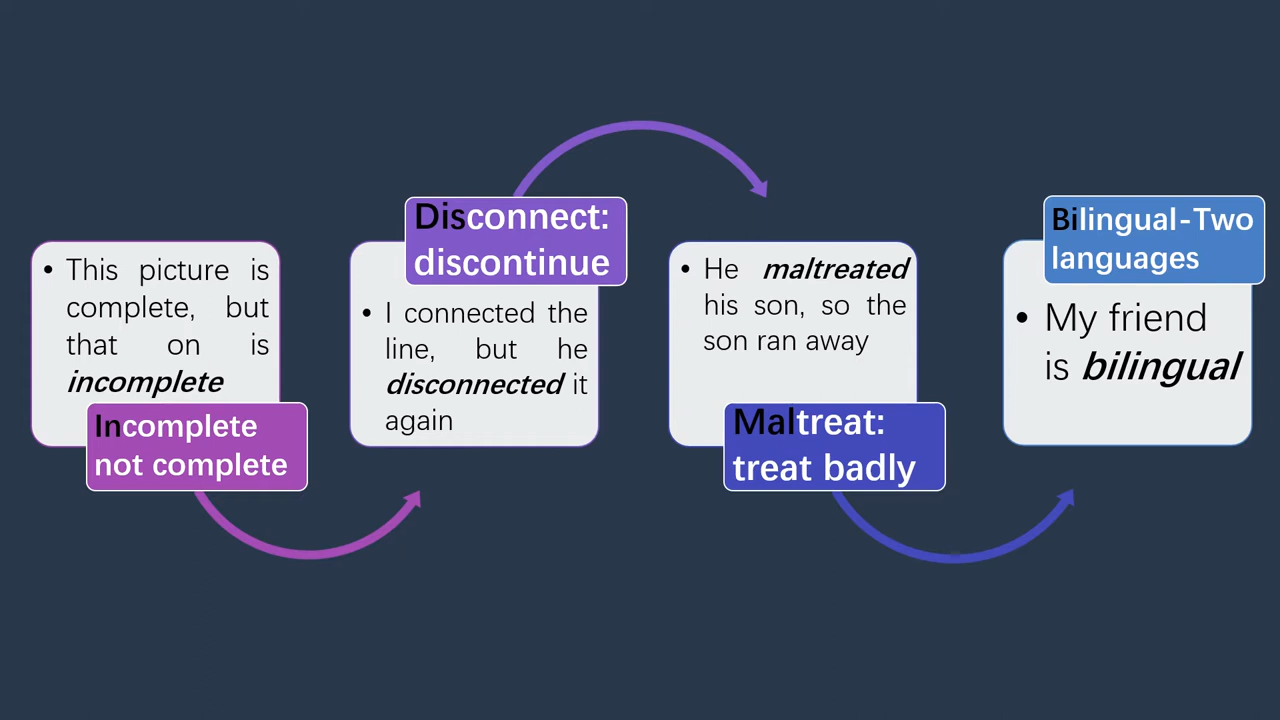 • This picture is
complete, but
that on is
incomplete
Incomplete
not complete
Disconnect:
discontinue
• I connected the
line, but he
disconnected it
again
• He maltreated
his son, so the
son ran away
Maltreat:
treat badly
Bilingual-Two
languages
• My friend
is bilingual